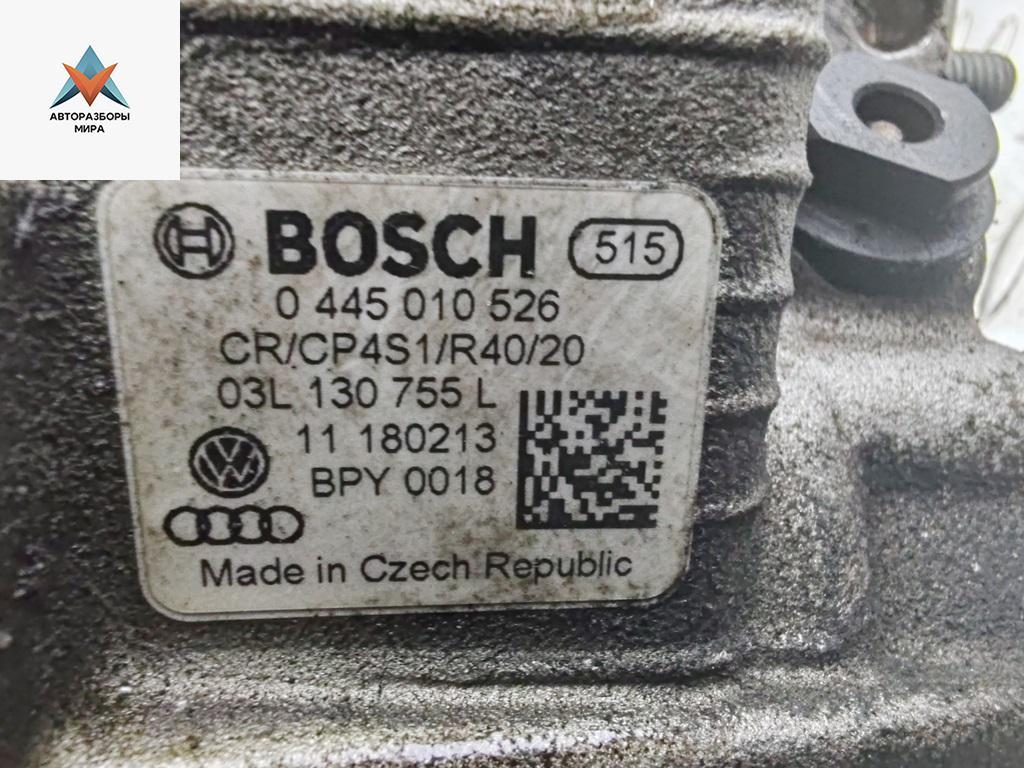 АВТОРАЗБОРЫ
МИРА
BOSCH 515
0 445 010 526
CR/CP4S1/R40/20
03L 130 755 L
11 180213
BPY 0018
Made in Czech Republic